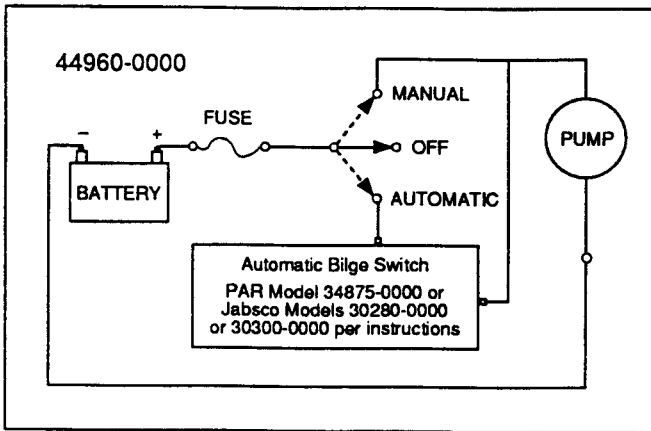 44960-0000
FUSE
MANUAL
OFF
AUTOMATIC
PUMP
- +
BATTERY
Automatic Bilge Switch
PAR Model 34875-0000 or
Jabsco Models 30280-0000
or 30300-0000 per instructions